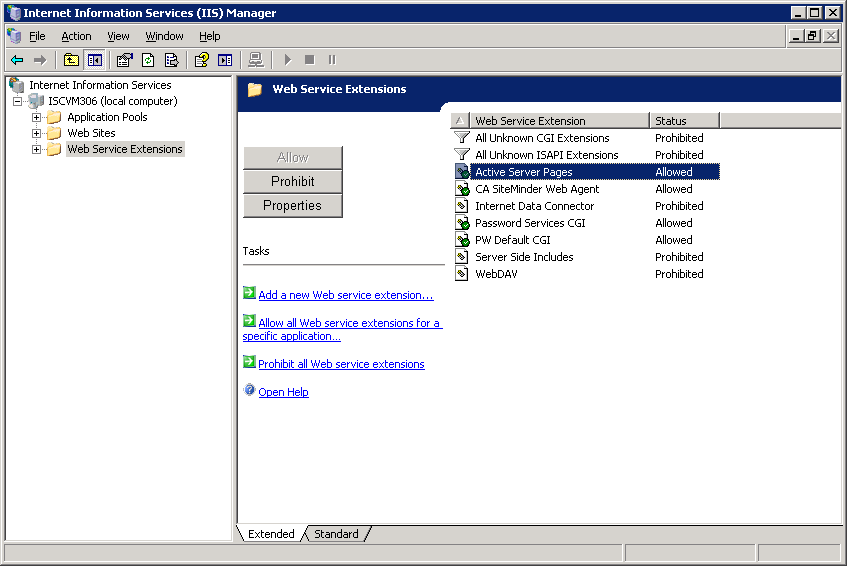 Internet Information Services (IIS) Manager
File Action View Window Help
Internet Information Services
ISCVM306 (local computer)
Application Pools
Web Sites
Web Service Extensions
Web Service Extensions
Allow
Prohibit
Properties
Tasks
Add a new Web service extension...
Allow all Web service extensions for a
specific application...
Prohibit all Web service extensions
Open Help
Web Service Extension Status
All Unknown CGI Extensions Prohibited
All Unknown ISAPI Extensions Prohibited
Active Server Pages Allowed
CA SiteMinder Web Agent Allowed
Internet Data Connector Prohibited
Password Services CGI Allowed
PW Default CGI Allowed
Server Side Includes Prohibited
WebDAV Prohibited
Extended Standard